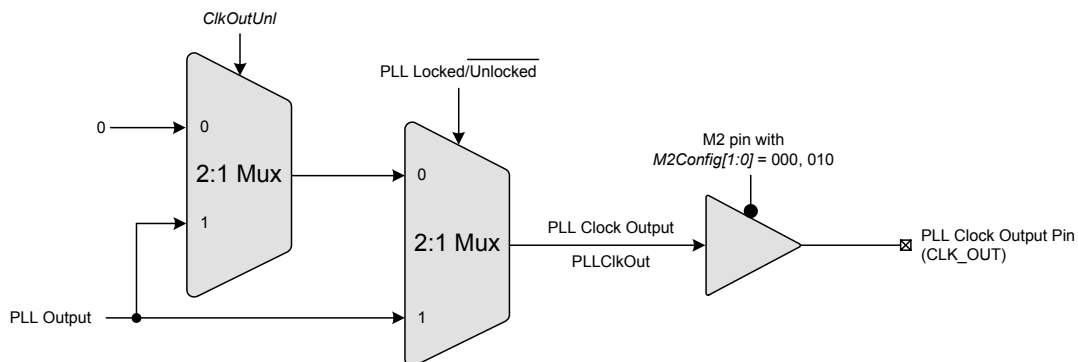 ClkOutUnl
PLL Locked/Unlocked
0
0
2:1 Mux
1
M2 pin with
M2Config[1:0] = 000, 010
0
2:1 Mux
1
PLL Clock Output
PLLClkOut
PLL Clock Output Pin
(CLK_OUT)
PLL Output